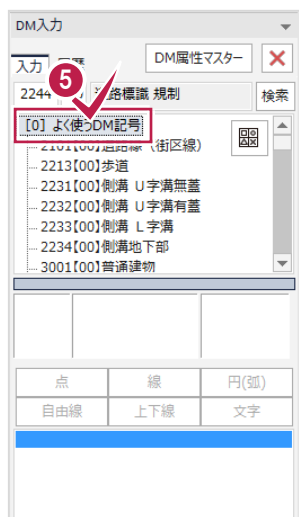 DM入力
入力
DM属性マスター
5
2244
路標識 規制
検索
[0] よく使うDM記号
2101【00】道路縁（街区線）
2213【00】歩道
2231【00】側溝 U字溝無蓋
2232【00】側溝 U字溝有蓋
2233【00】側溝 L字溝
2234【00】側溝地下部
3001【00】普通建物
点
線
円(弧)
自由線
上下線
文字